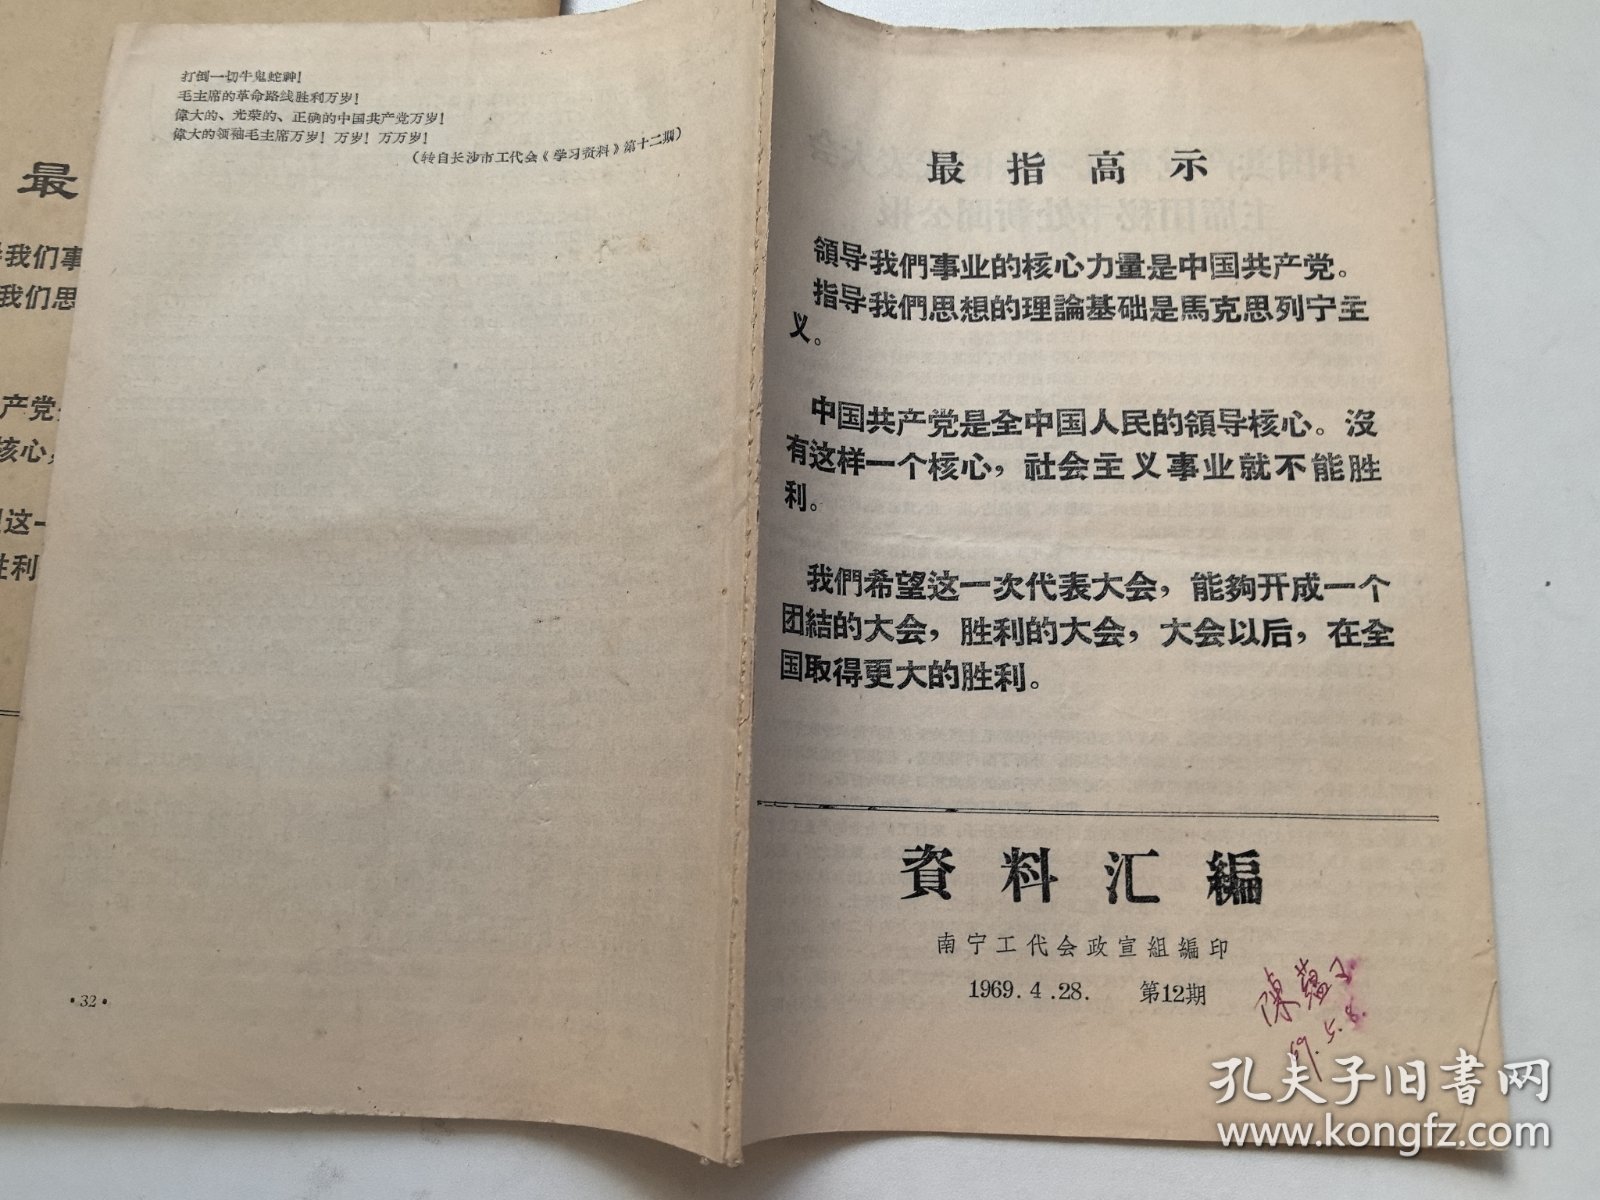 打倒一切牛鬼蛇神!
毛主席的革命路线胜利万岁!
偉大的、光荣的、正确的中国共产党万岁!
偉大的领袖毛主席万岁!万岁!万万岁!
(转自长沙市工代会《学习资料》第十二期)
·32·
最
我们事
我们思
产党
核心
这一
胜利
最指高示
領导我們事业的核心力量是中国共产党。
指导我們思想的理論基础是馬克思列宁主
义。
中国共产党是全中国人民的領导核心。沒
有这样一个核心,社会主义事业就不能胜
利。
我們希望这一次代表大会,能夠开成一个
团結的大会,胜利的大会,大会以后,在全
国取得更大的胜利。
資料汇編
南宁工代会政宣組編印
1969.4.28. 第12期
69.5.8.
孔夫子旧書网
www.kongfz.com